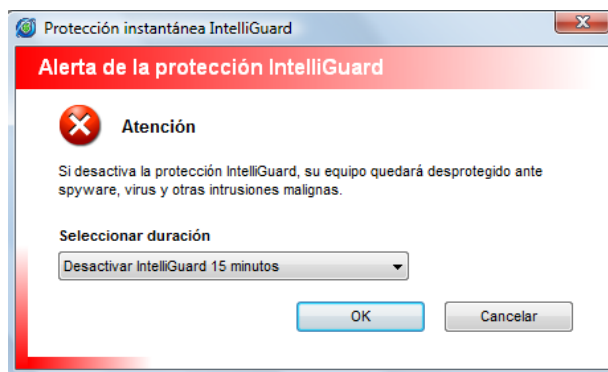 Protección instantánea IntelliGuard
Alerta de la protección IntelliGuard
Atención
Si desactiva la protección IntelliGuard, su equipo quedará desprotegido ante
spyware, virus y otras intrusiones malignas.
Seleccionar duración
Desactivar IntelliGuard 15 minutos
OK
Cancelar